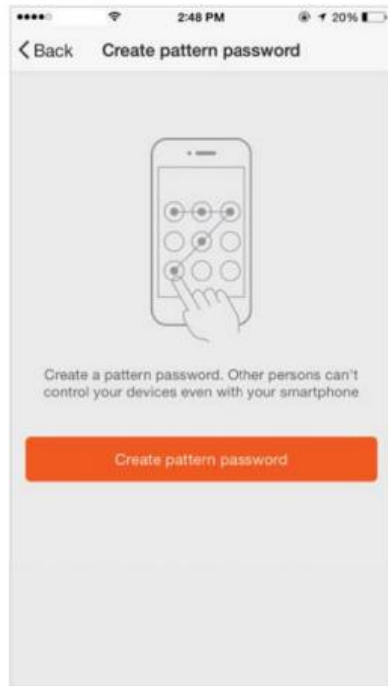 2:48 PM 20%
Back Create pattern password
Create a pattern password. Other persons can't
control your devices even with your smartphone
Create pattern password